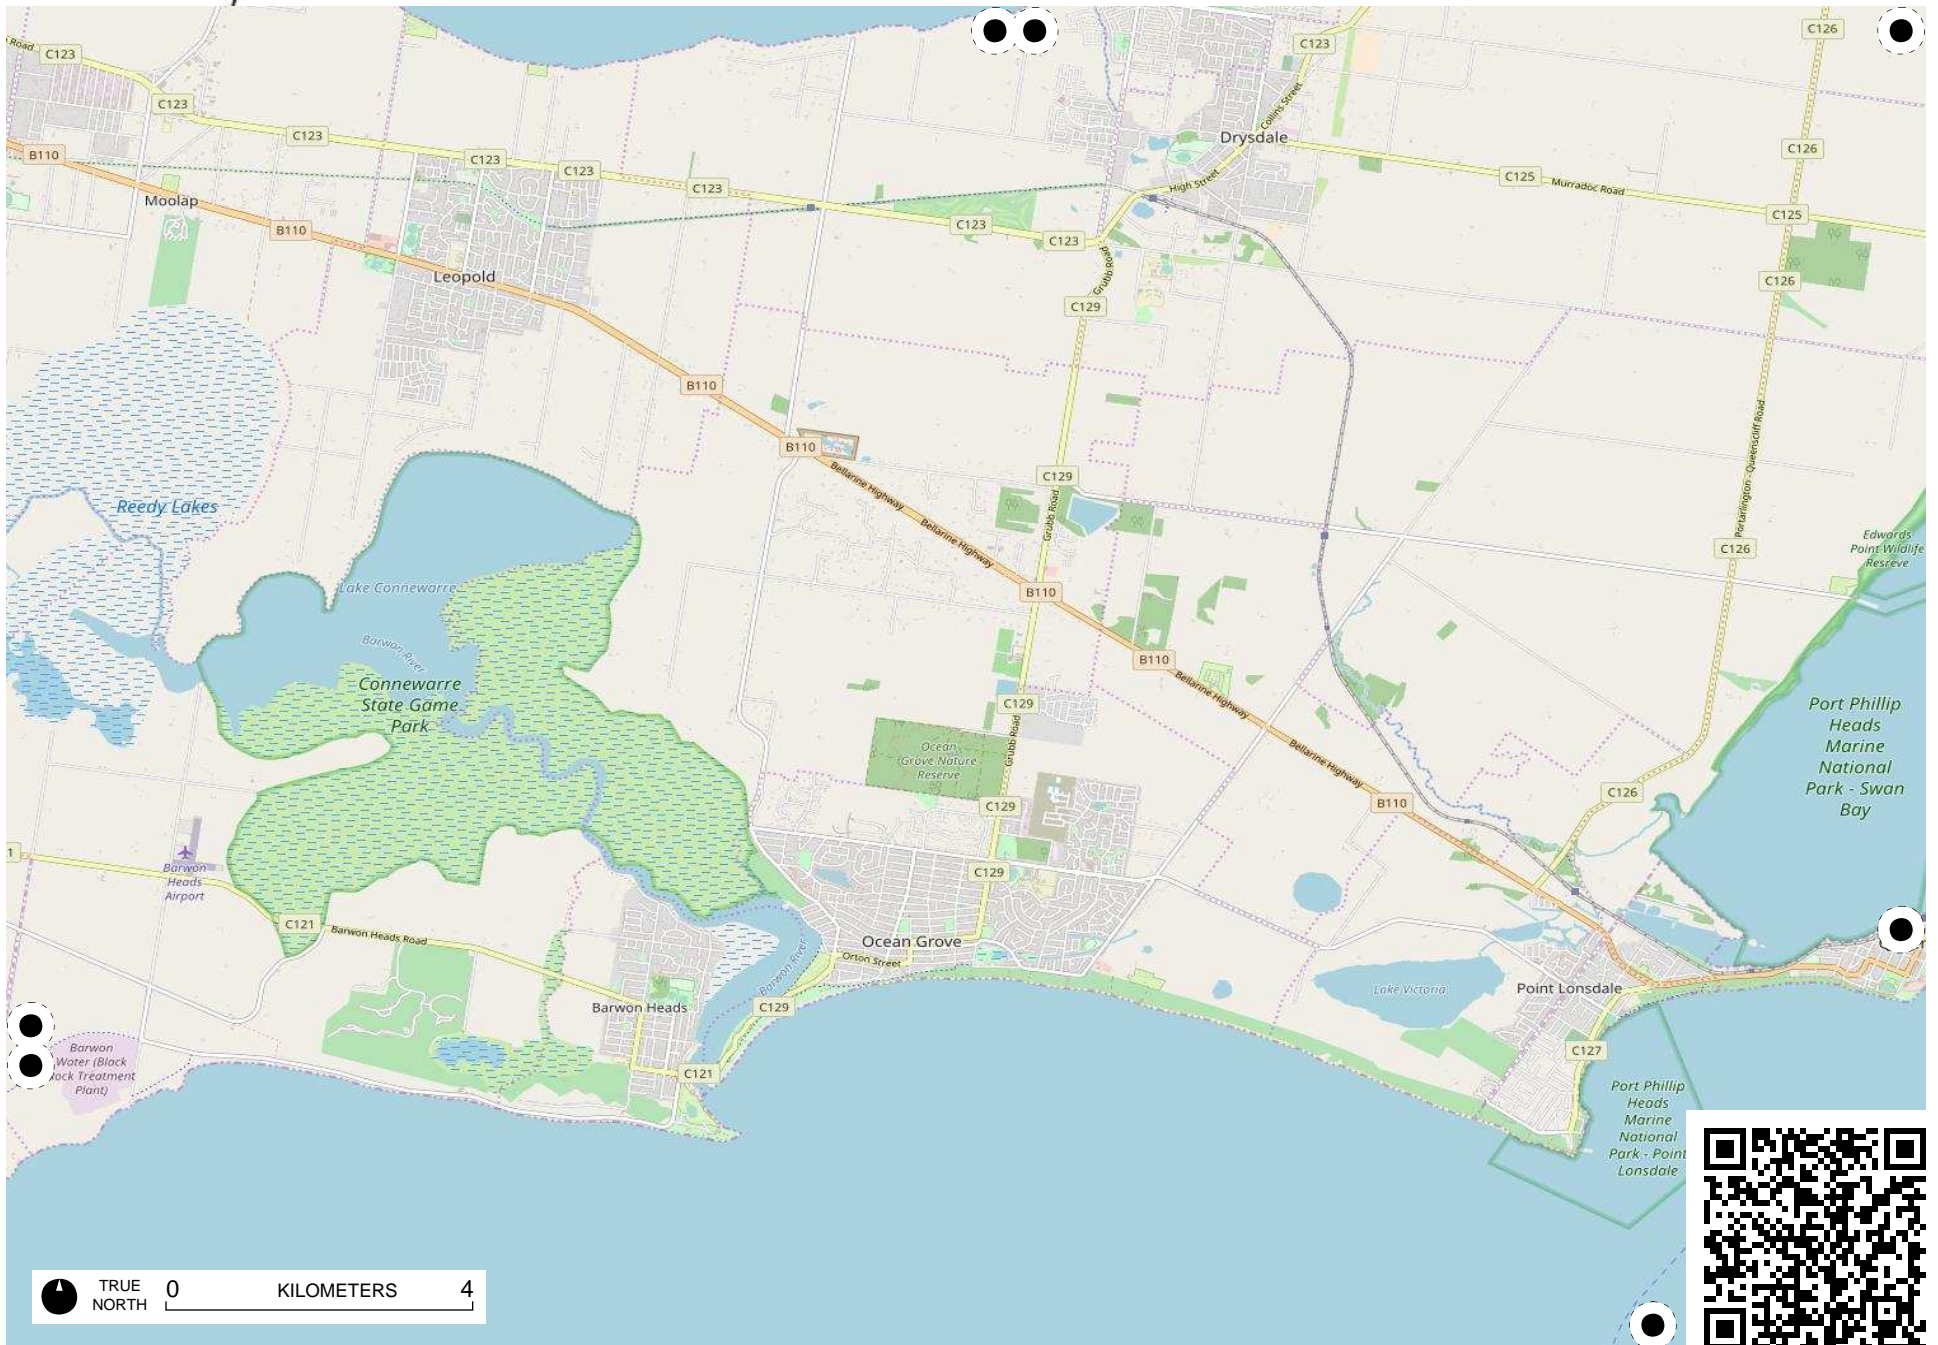 Road
C123
C126
C123
C123
C123
Collins Street
Drysdale
C126
B110
C123
C123
C125
Murradoc Road
High Street
C123
Moolap
C123
C125
B110
C123
Grubb Road
Leopold
C126
C129
B110
Portarlington - Queenscliff Road
B110
Bellarine Highway
C129
Grubb Road
Reedy Lakes
Bellarine Highway
C126
Edwards
Point Wildlife
Resreve
Lake Connewarre
B110
Barwon River
B110
Bellarine Highway
Connewarre
State Game
Park
C129
Grubb Road
Port Phillip
Heads
Marine
National
Park - Swan
Bay
Ocean
Grove Nature
Reserve
Bellarine Highway
C126
C129
B110
1
Barwon
Heads
Airport
C129
C121
Barwon Heads Road
Ocean Grove
Orton Street
Barwon River
Lake Victoria
Point Lonsdale
Barwon Heads
C129
C127
Barwon
Water (Black
ock Treatment
Plant)
C121
Port Phillip
Heads
Marine
National
Park - Point
Lonsdale
TRUE
NORTH
0 KILOMETERS 4